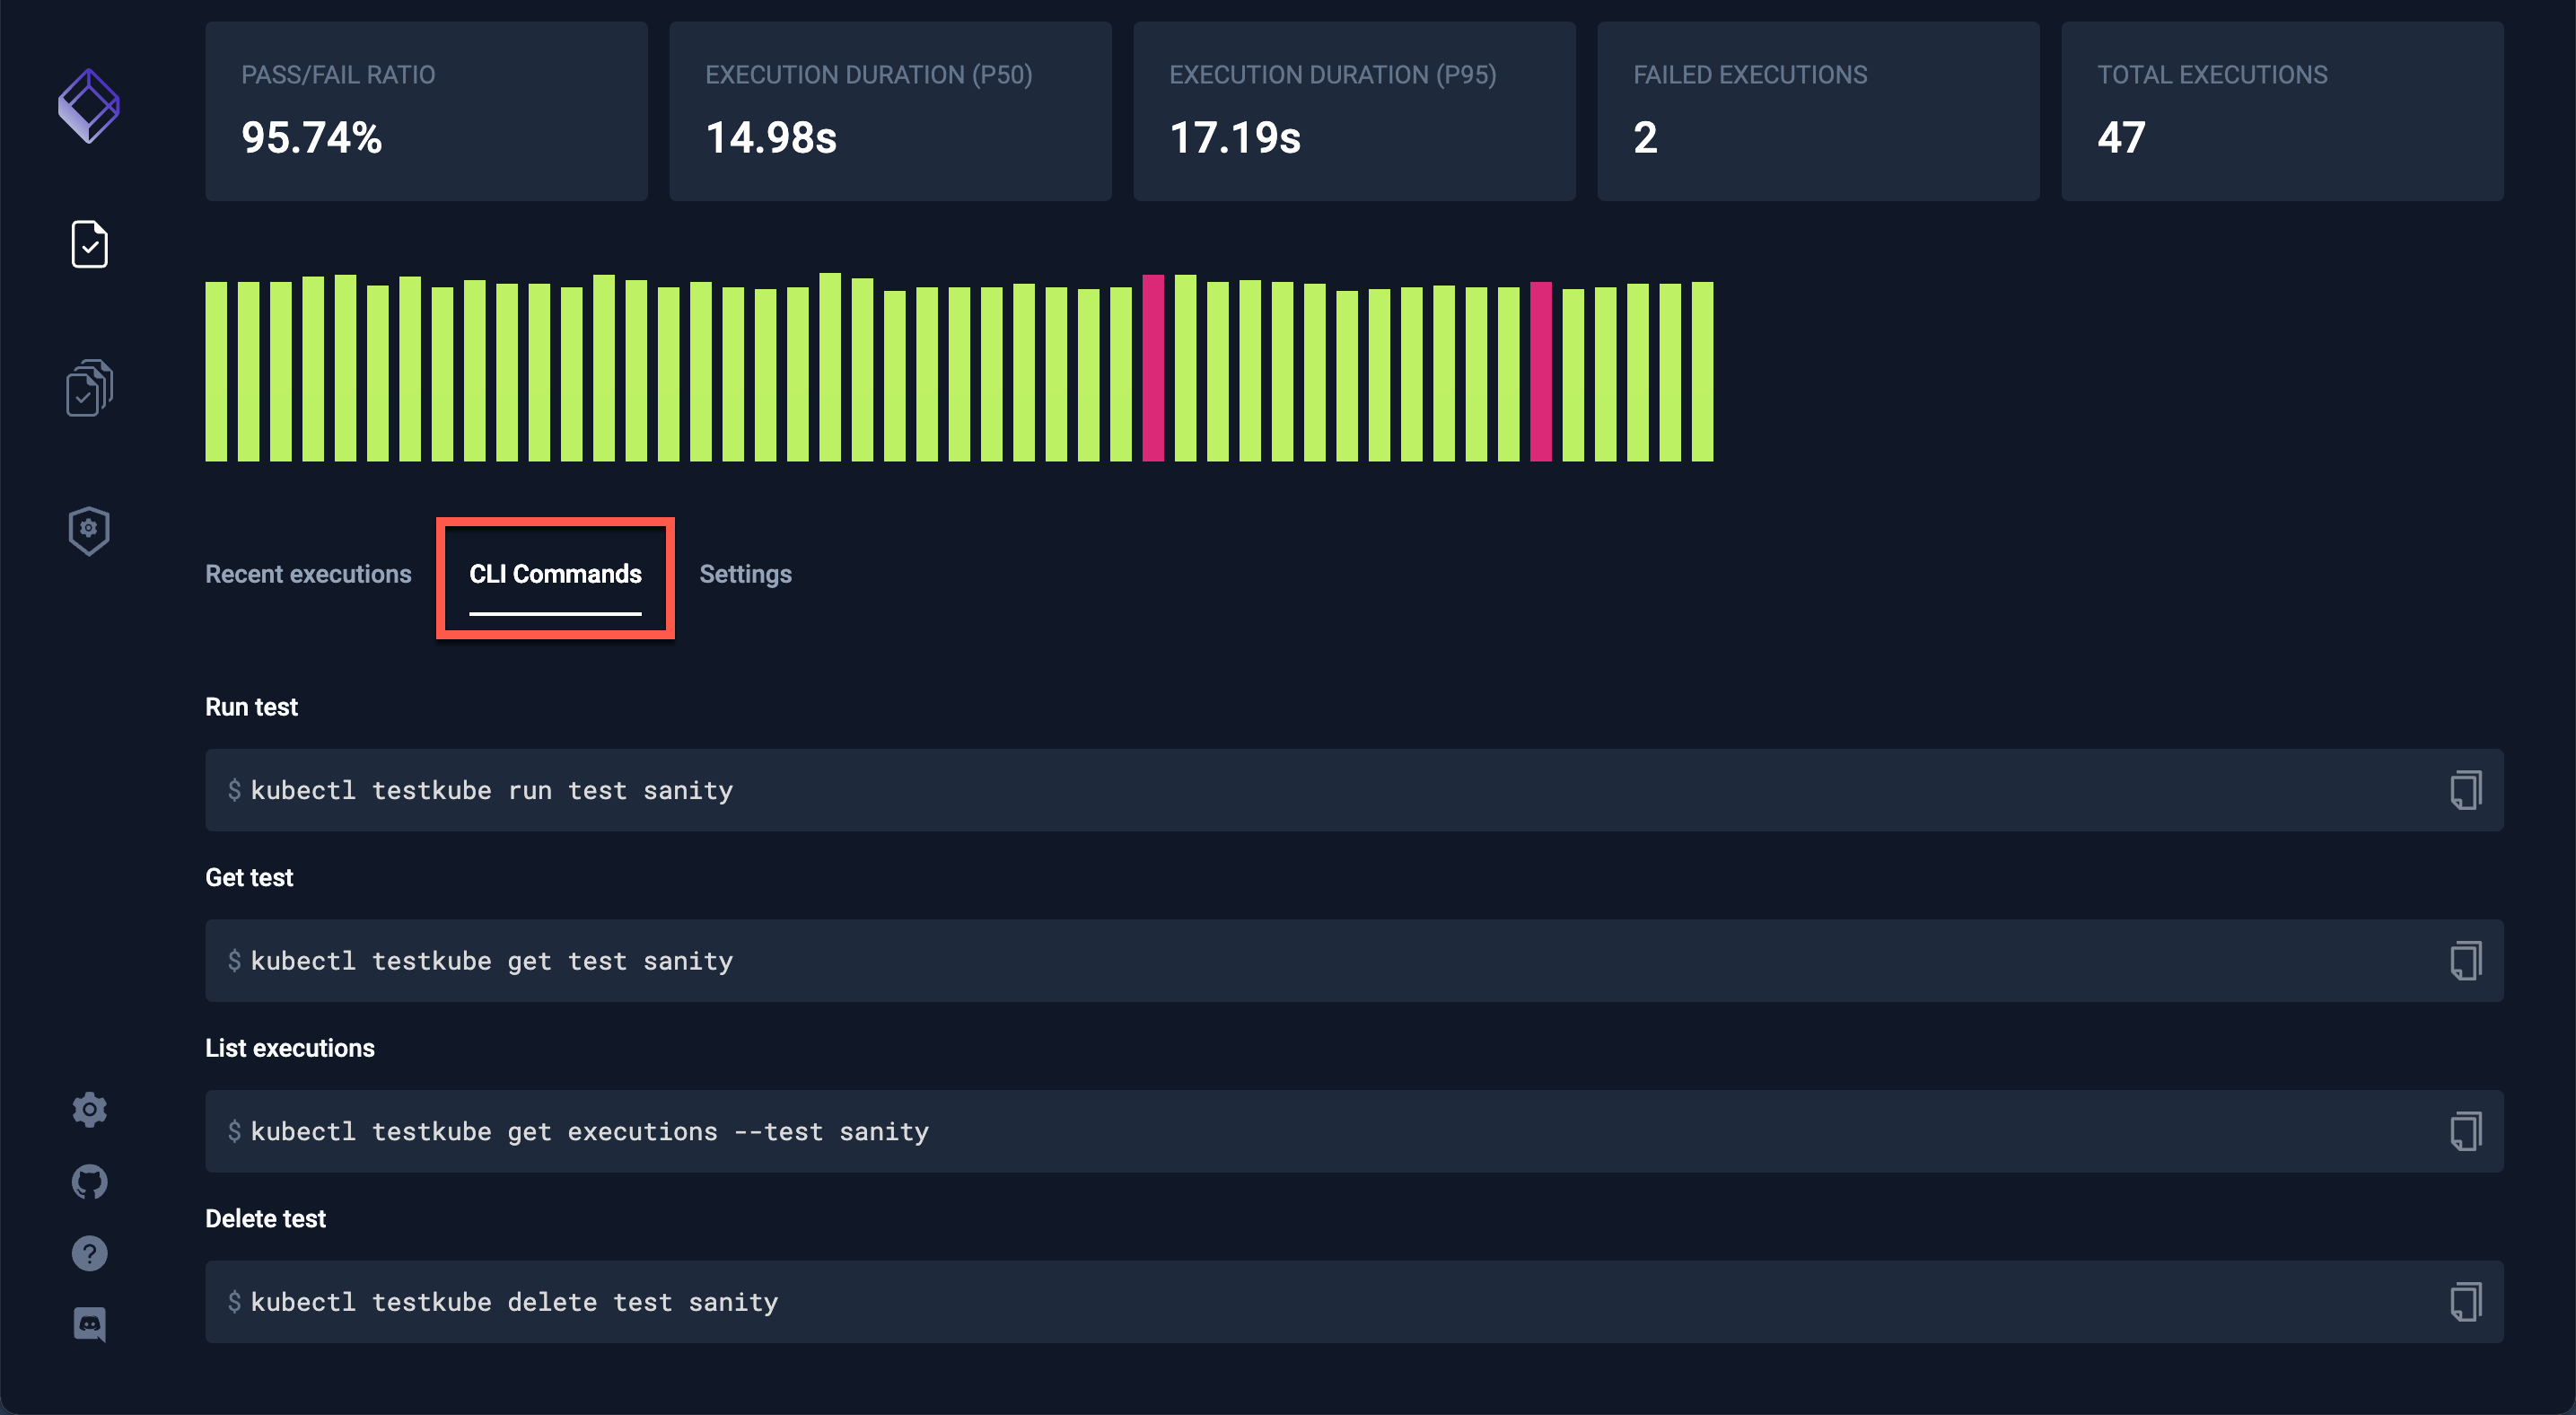 PASS/FAIL RATIO
95.74%
EXECUTION DURATION (P50)
14.98s
EXECUTION DURATION (P95)
17.19s
FAILED EXECUTIONS
2
TOTAL EXECUTIONS
47
Recent executions
CLI Commands
Settings
Run test
$ kubectl testkube run test sanity
Get test
$ kubectl testkube get test sanity
List executions
$ kubectl testkube get executions --test sanity
Delete test
$ kubectl testkube delete test sanity